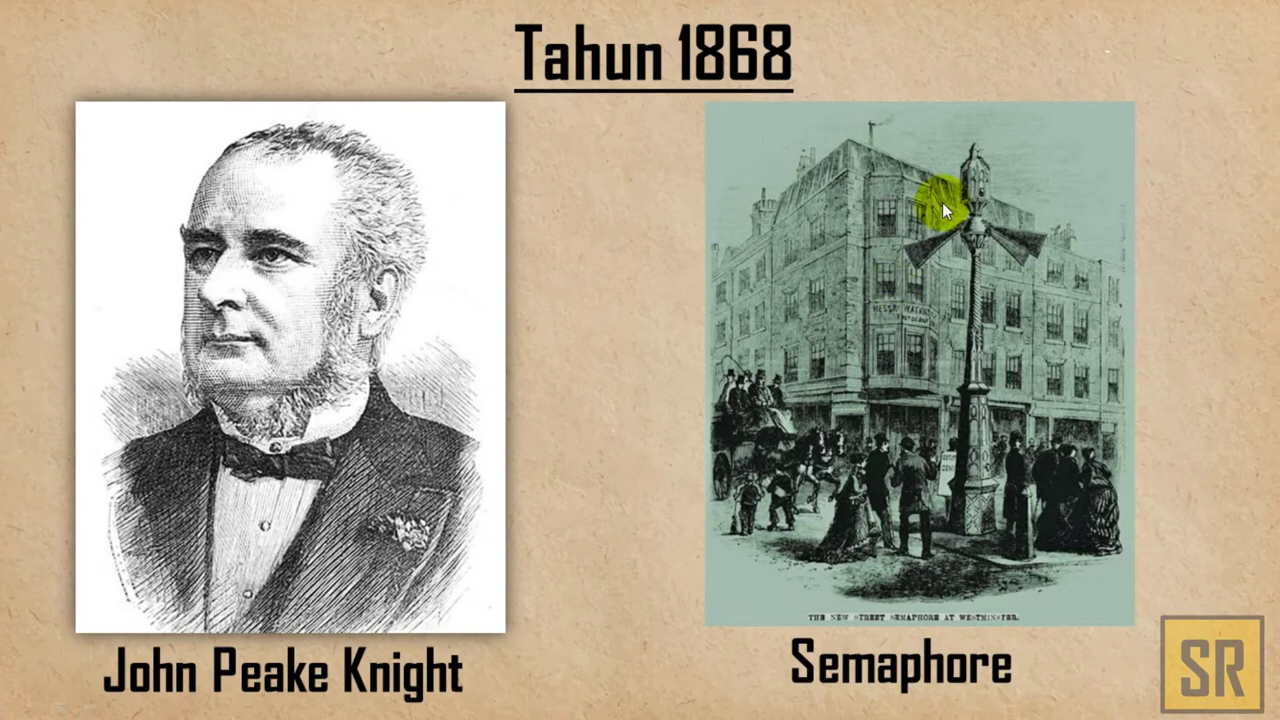 Tahun 1868
THE NEW STREET SEMAPHORE AT WESTMINSTER.
John Peake Knight
Semaphore
SR